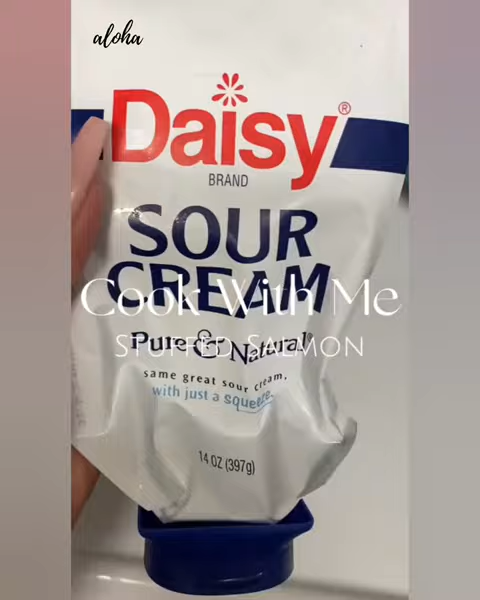 aloha
Daisy®
BRAND
SOUR
CREAM
Cook With Me
Pure & Natural
STUFFED SALMON
same great sour cream,
with just a squeeze.
14 OZ (397g)